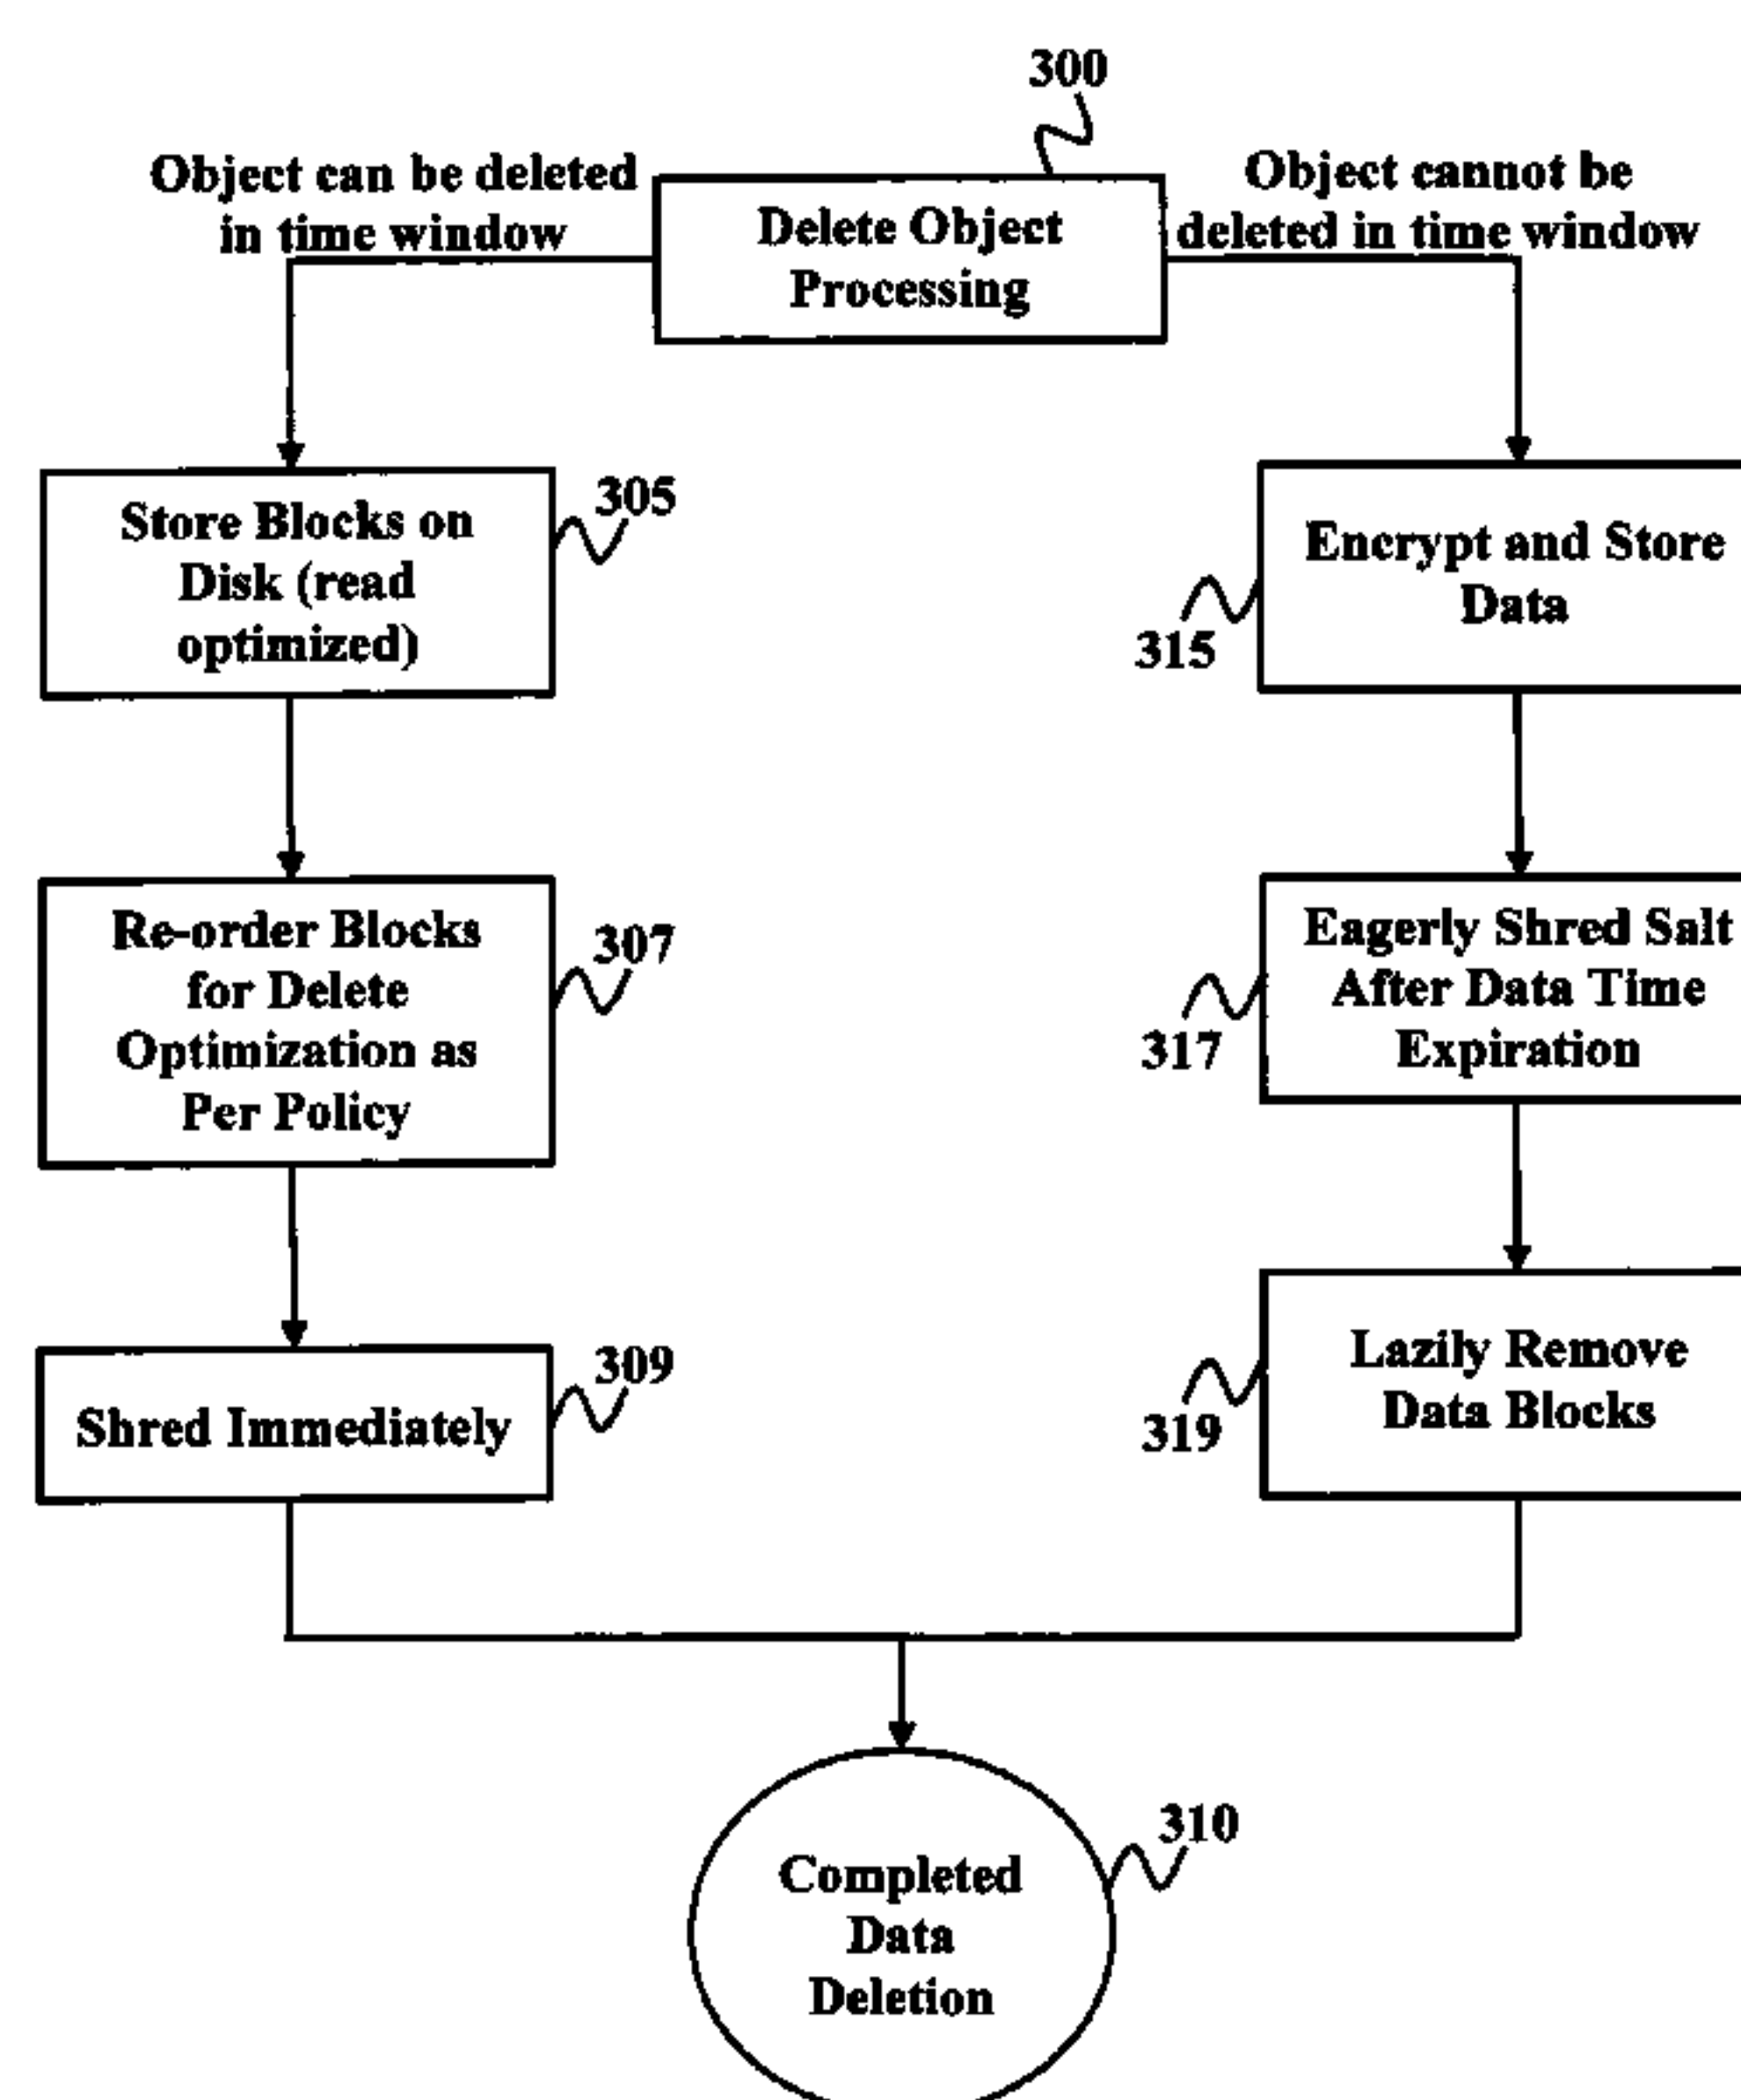 300
Object can be deleted
in time window
Delete Object
Processing
Object cannot be
deleted in time window
Store Blocks on
Disk (read
optimized)
305
Encrypt and Store
Data
315
Re-order Blocks
for Delete
Optimization as
Per Policy
307
Eagerly Shred Salt
After Data Time
Expiration
317
Shred Immediately
309
Lazily Remove
Data Blocks
319
Completed
Data
Deletion
310